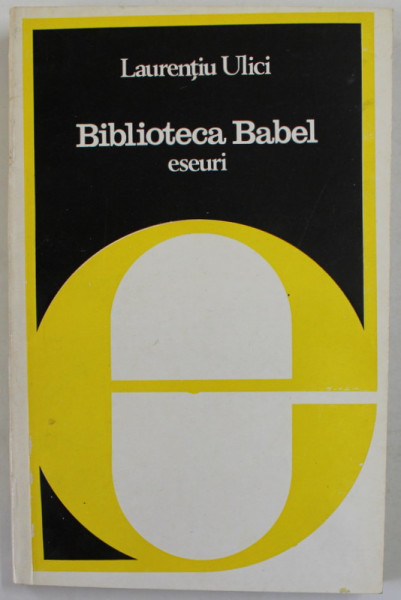 Laurențiu Ulici
Biblioteca Babel
eseuri
e